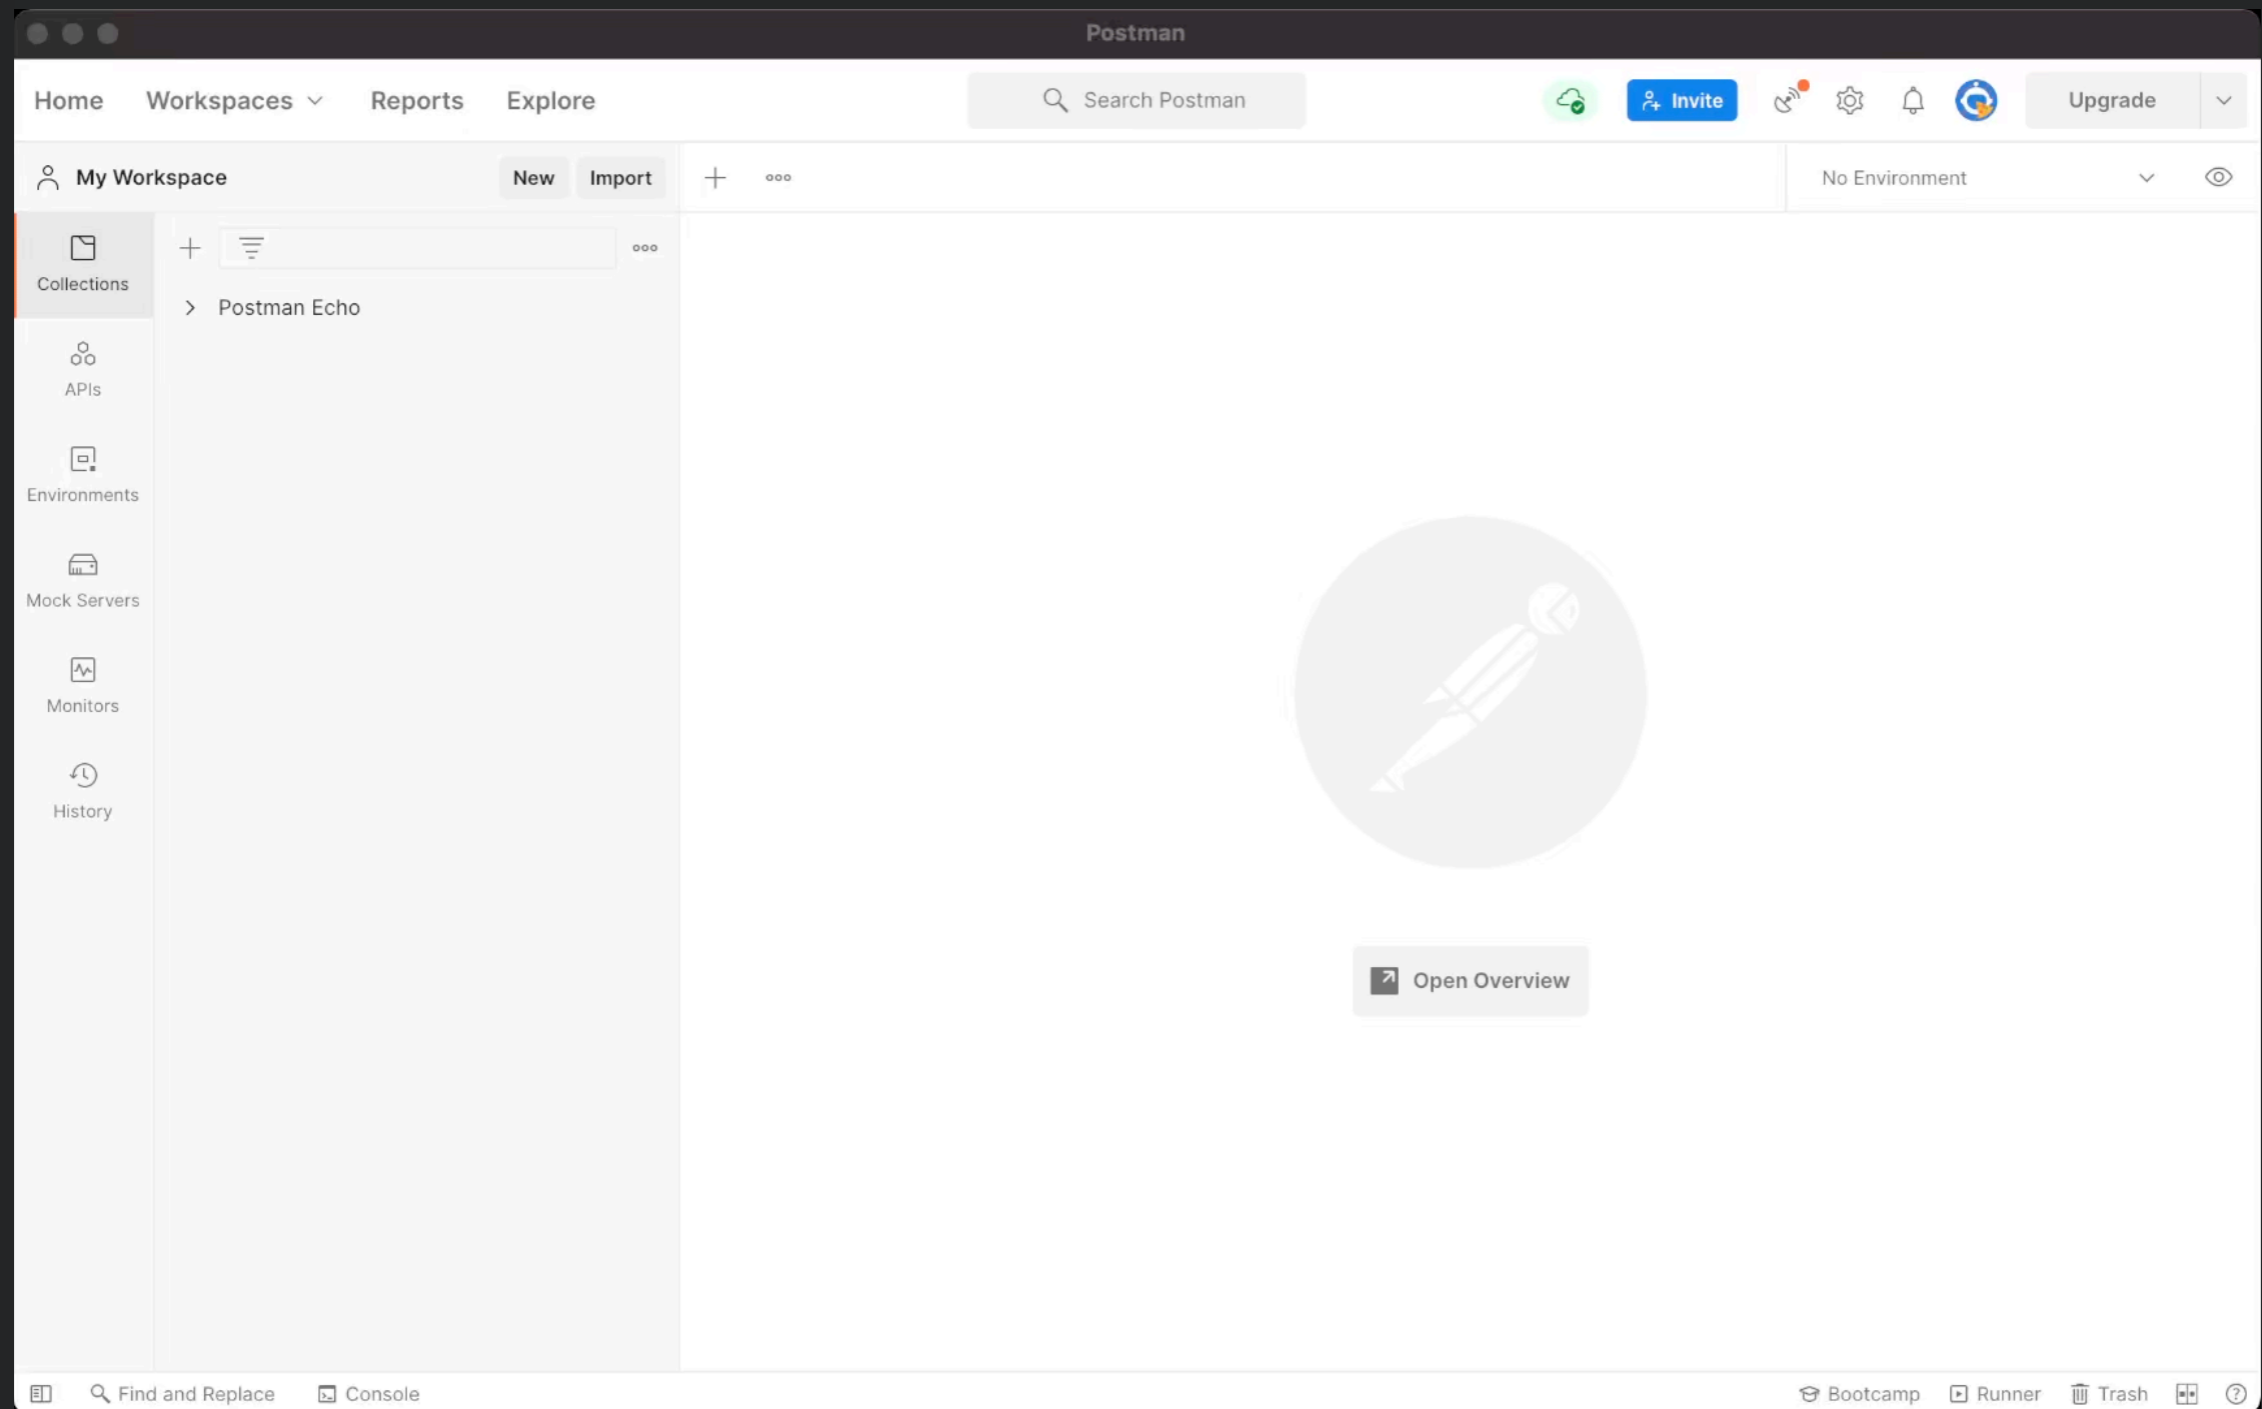 Postman
Home Workspaces Reports Explore Search Postman Invite Upgrade
My Workspace New Import No Environment
Collections
Postman Echo
APIs
Environments
Mock Servers
Monitors
History
Open Overview
Find and Replace Console Bootcamp Runner Trash